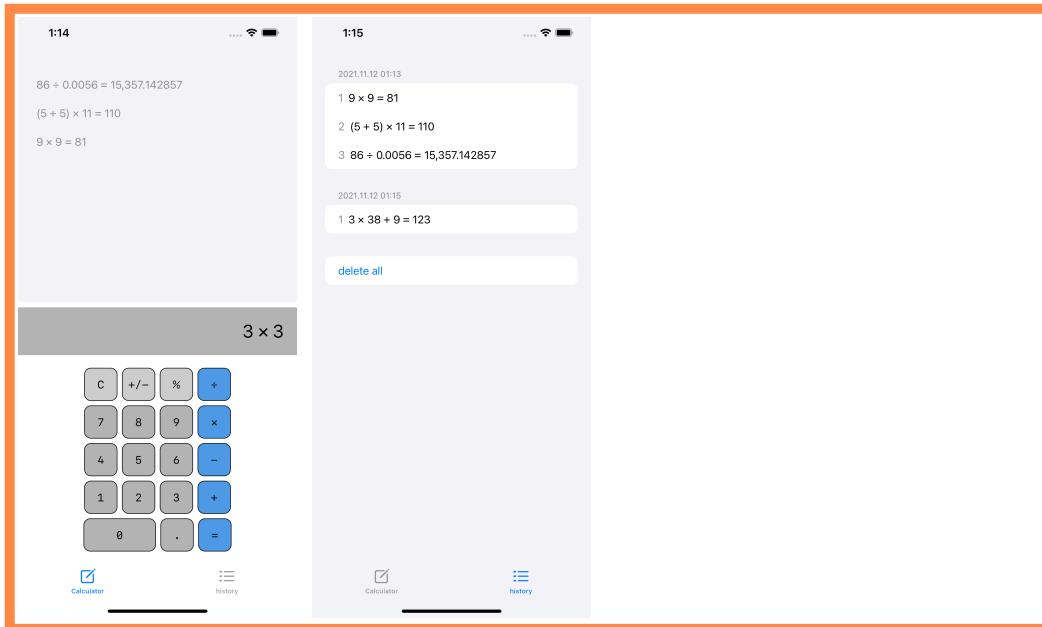 1:14
86 ÷ 0.0056 = 15,357.142857
(5 + 5) × 11 = 110
9 × 9 = 81
3 × 3
C +/− % ÷
7 8 9 ×
4 5 6 −
1 2 3 +
0 . =
Calculator history
1:15
2021.11.12 01:13
1 9 × 9 = 81
2 (5 + 5) × 11 = 110
3 86 ÷ 0.0056 = 15,357.142857
2021.11.12 01:15
1 3 × 38 + 9 = 123
delete all
Calculator history